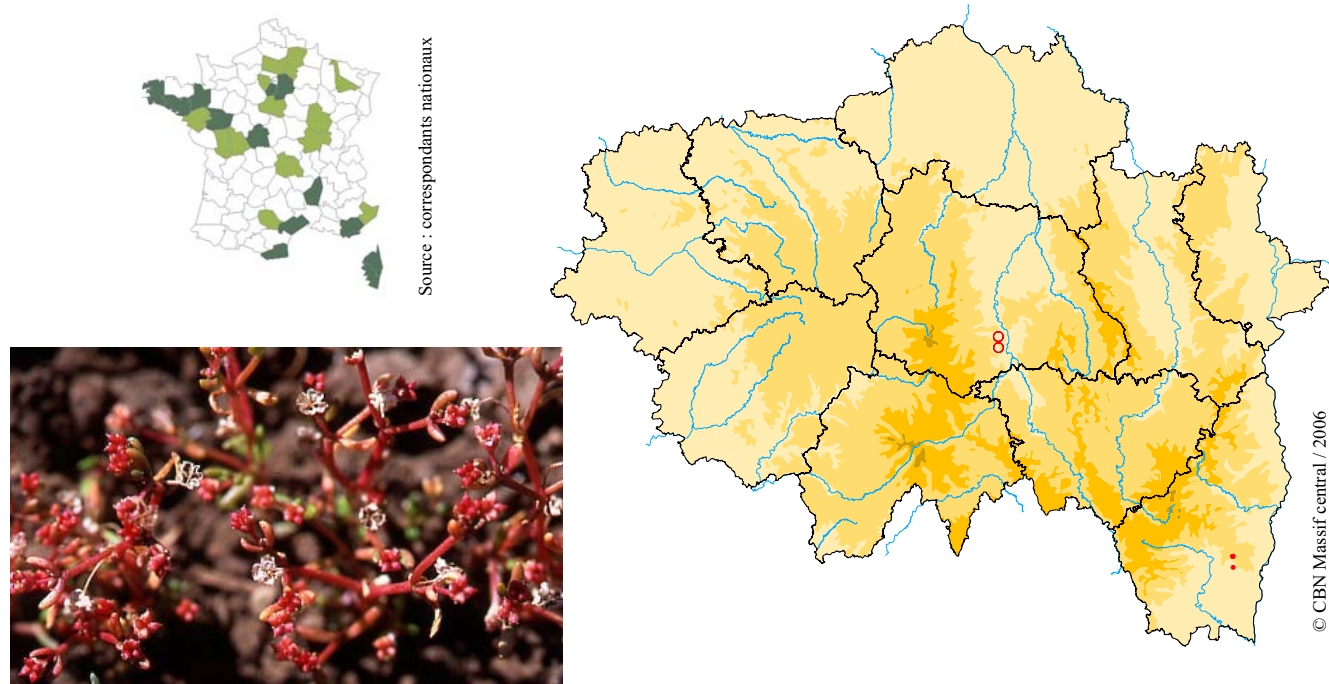 Source : correspondants nationaux
© CBN Massif central / 2006